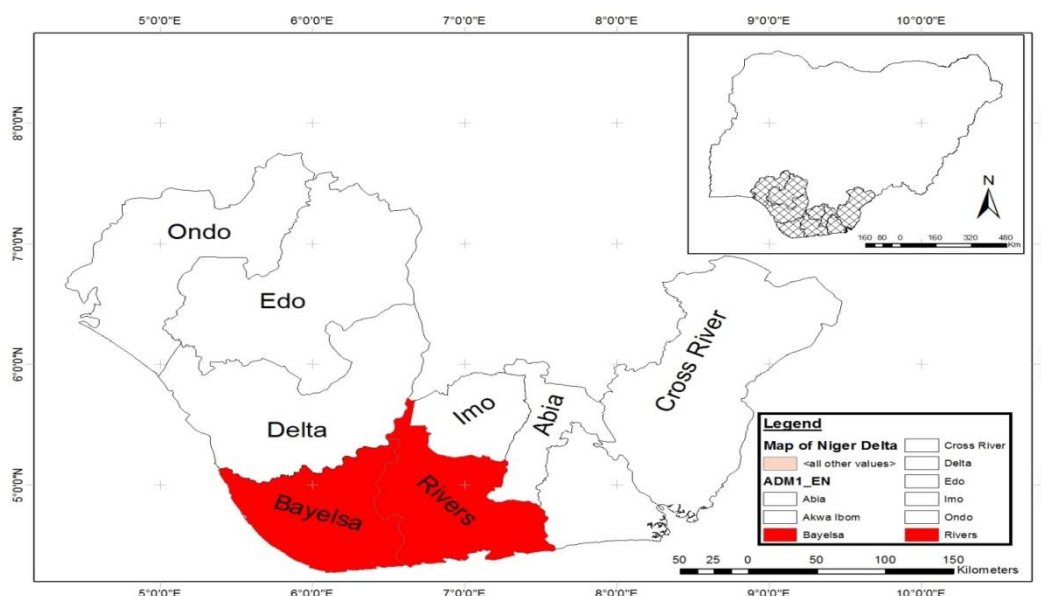 5°0'0"E 6°0'0"E 7°0'0"E 8°0'0"E 9°0'0"E 10°0'0"E
8°0'0"N
7°0'0"N
6°0'0"N
5°0'0"N
N
160 80 0 160 320 480
Km
Ondo
Edo
Cross River
Imo
Abia
Delta
Bayelsa
Rivers
Legend
Map of Niger Delta
<all other values>
ADM1_EN
Abia
Akwa Ibom
Bayelsa
Cross River
Delta
Edo
Imo
Ondo
Rivers
50 25 0 50 100 150
Kilometers
5°0'0"E 6°0'0"E 7°0'0"E 8°0'0"E 9°0'0"E 10°0'0"E